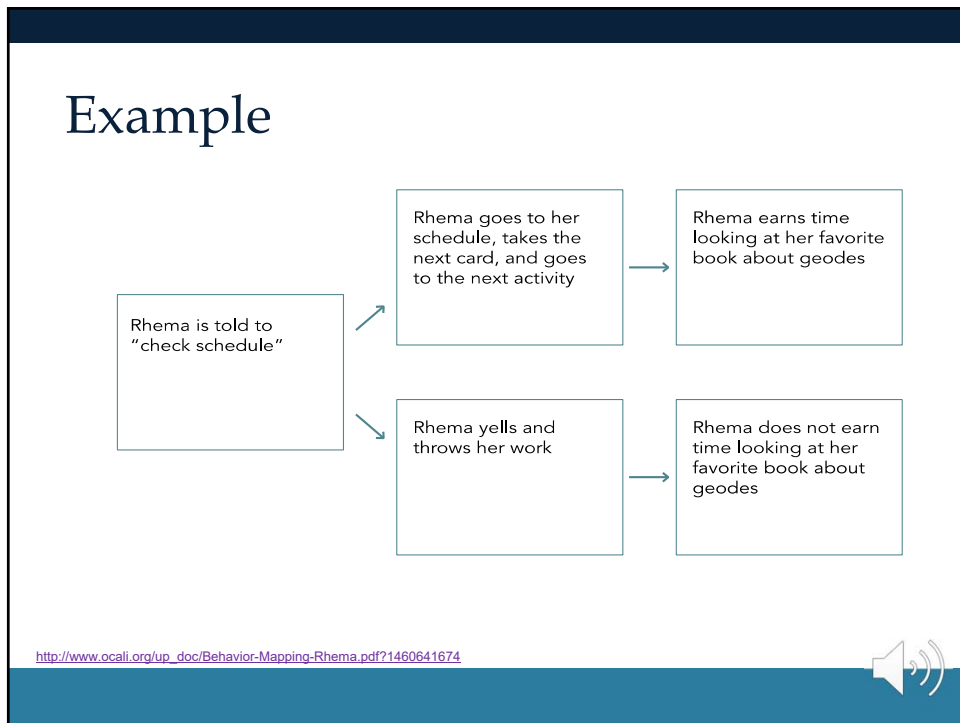 Example
Rhema is told to
“check schedule”
Rhema goes to her
schedule, takes the
next card, and goes
to the next activity
Rhema earns time
looking at her favorite
book about geodes
Rhema yells and
throws her work
Rhema does not earn
time looking at her
favorite book about
geodes
http://www.ocali.org/up_doc/Behavior-Mapping-Rhema.pdf?1460641674